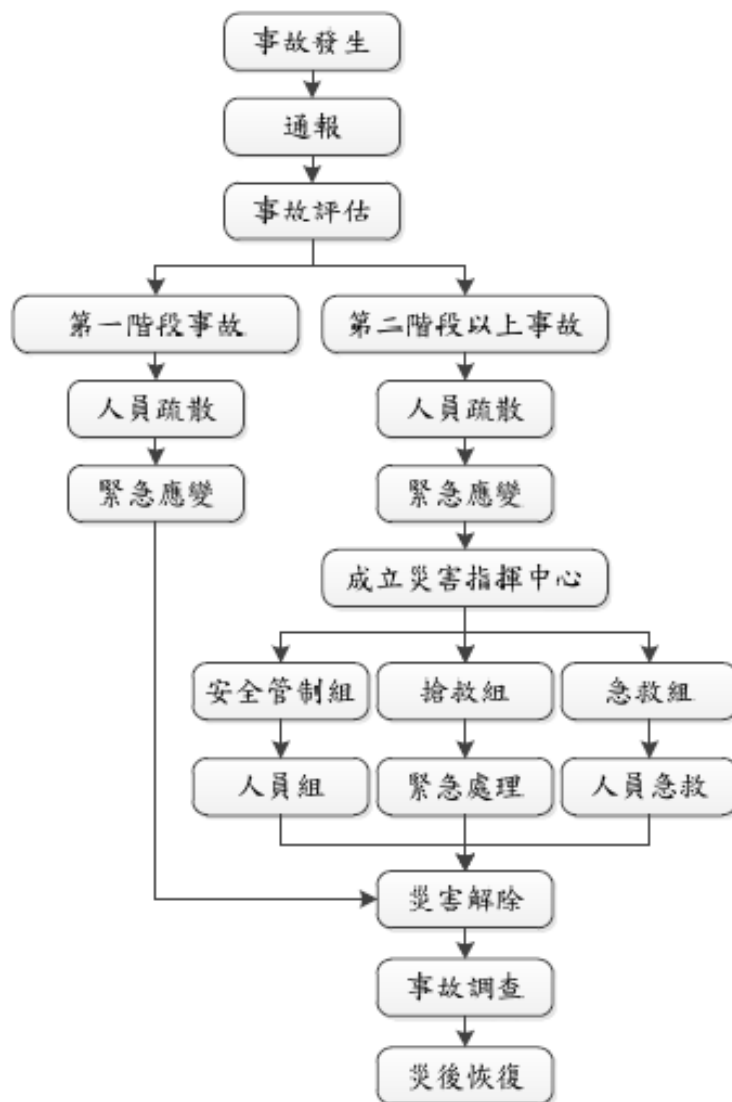 事故發生
通報
事故評估
第一階段事故
第二階段以上事故
人員疏散
人員疏散
緊急應變
緊急應變
成立災害指揮中心
安全管制組
搶救組
急救組
人員組
緊急處理
人員急救
災害解除
事故調查
災後恢復